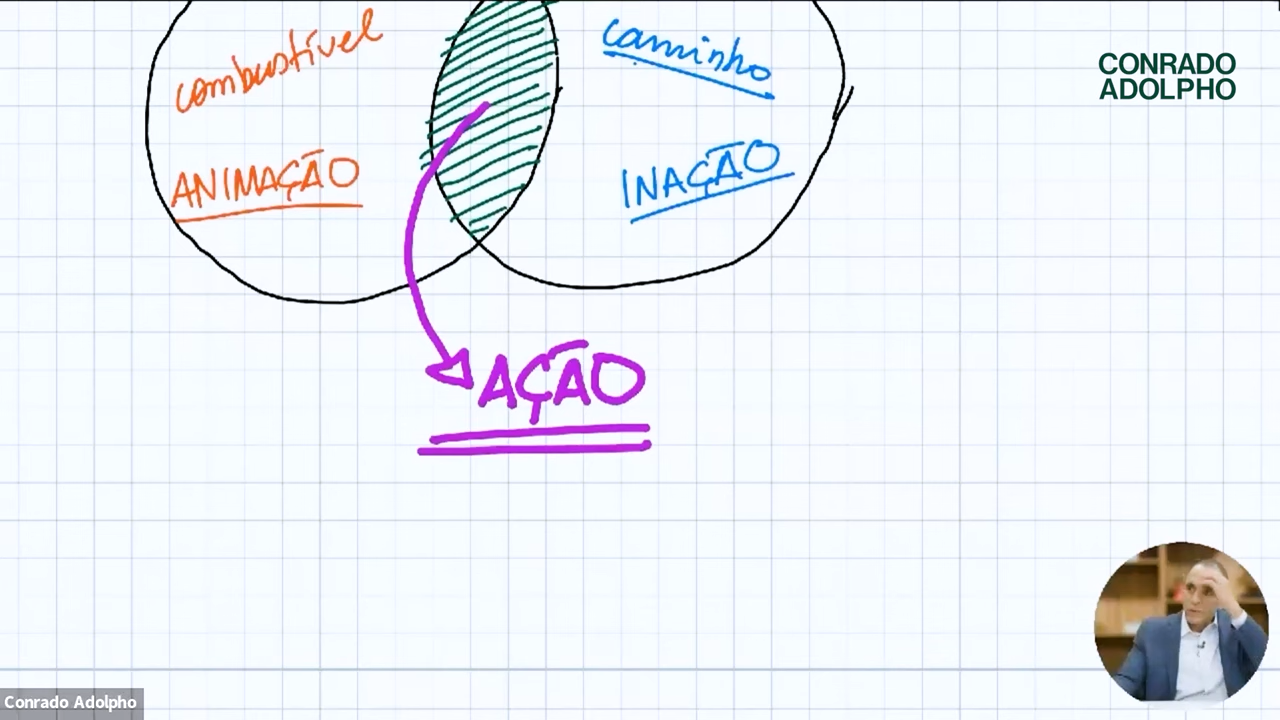 combustível
caminho
CONRADO
ADOLPHO
ANIMAÇÃO
INAÇÃO
AÇÃO
Conrado Adolpho